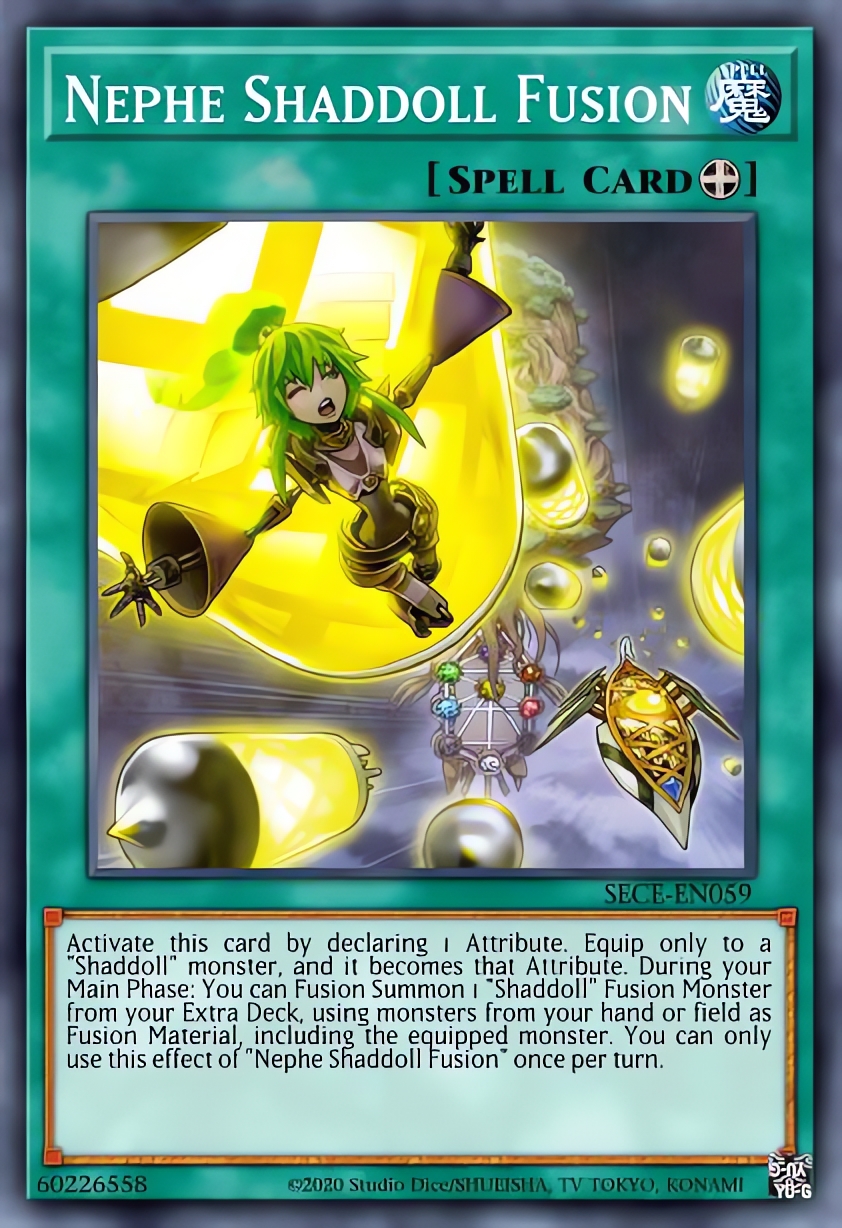 NEPHE SHADDOLL FUSION
SPELL
魔
[SPELL CARD]
SECE-EN059
Activate this card by declaring 1 Attribute. Equip only to a
"Shaddoll" monster, and it becomes that Attribute. During your
Main Phase: You can Fusion Summon 1 "Shaddoll" Fusion Monster
from your Extra Deck, using monsters from your hand or field as
Fusion Material, including the equipped monster. You can only
use this effect of "Nephe Shaddoll Fusion" once per turn.
60226558
©2020 Studio Dice/SHUEISHA, TV TOKYO, KONAMI